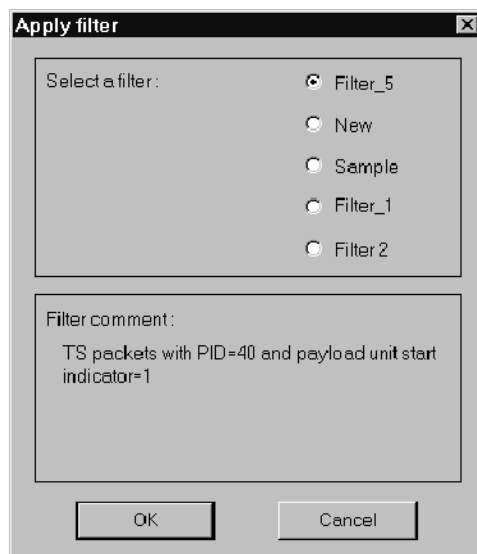 Apply filter
Select a filter:
Filter_5
New
Sample
Filter_1
Filter 2
Filter comment:
TS packets with PID=40 and payload unit start
indicator=1
OK
Cancel